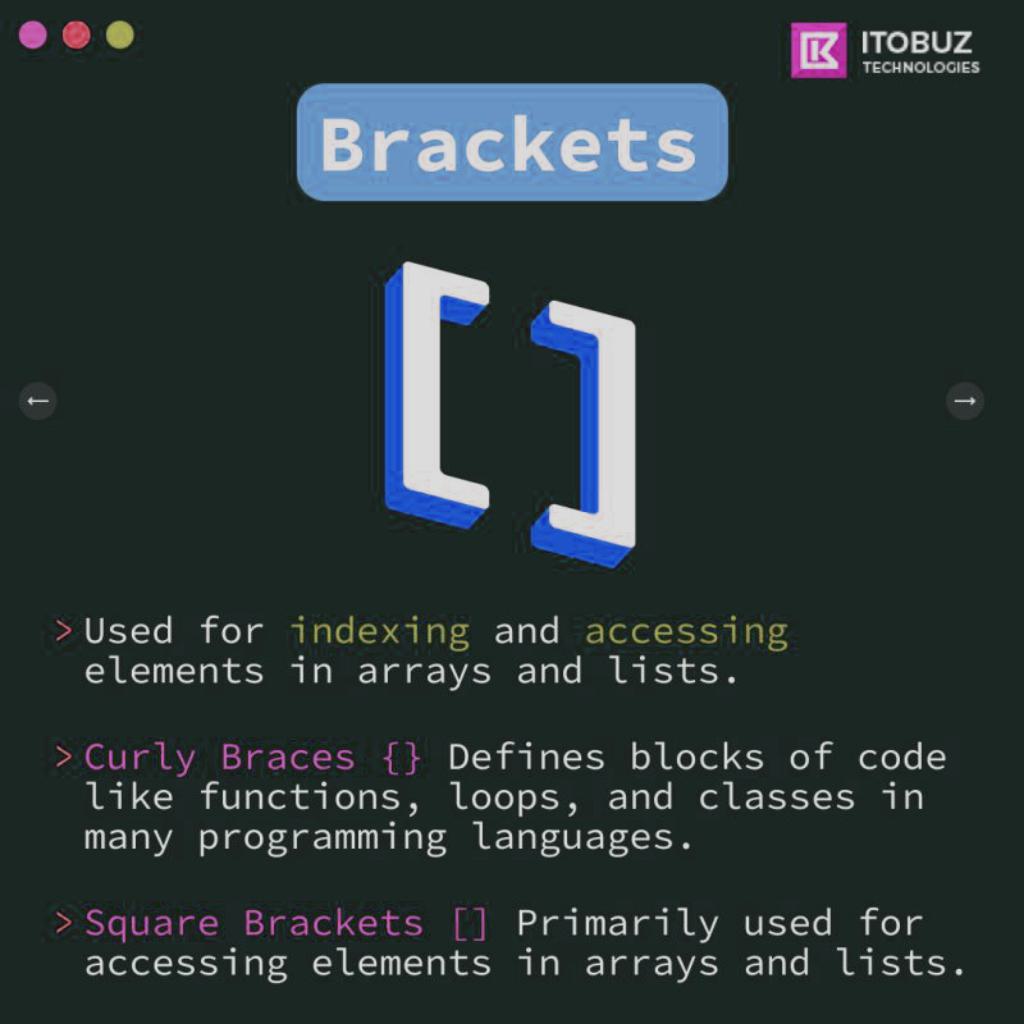 ITOBUZ
TECHNOLOGIES
Brackets
[]
> Used for indexing and accessing
elements in arrays and lists.
> Curly Braces {} Defines blocks of code
like functions, loops, and classes in
many programming languages.
> Square Brackets [] Primarily used for
accessing elements in arrays and lists.